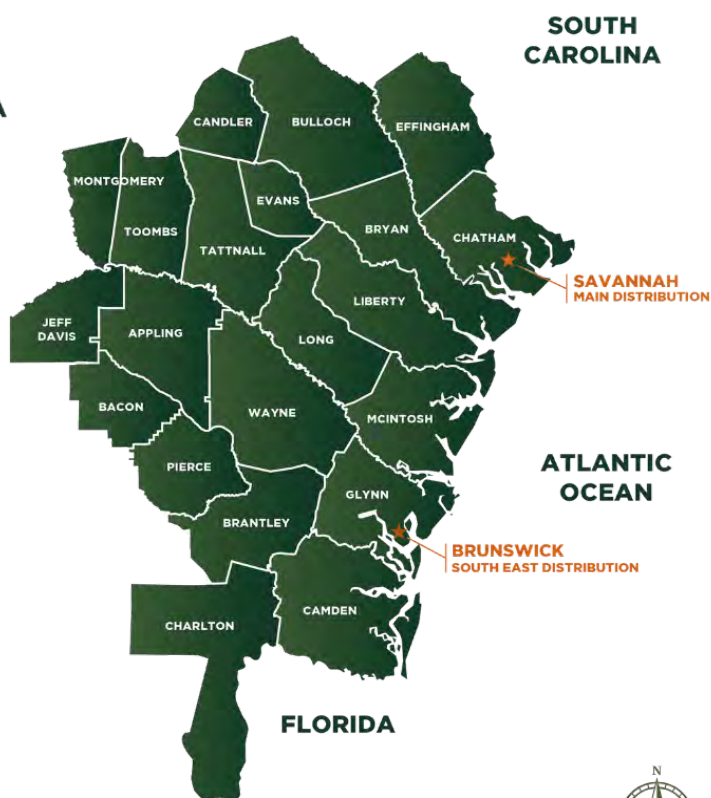 SOUTH
CAROLINA
A
CANDLER
BULLOCH
EFFINGHAM
MONTGOMERY
EVANS
TOOMBS
TATTNALL
BRYAN
CHATHAM
SAVANNAH
MAIN DISTRIBUTION
LIBERTY
JEFF
DAVIS
APPLING
LONG
BACON
WAYNE
MCINTOSH
PIERCE
ATLANTIC
OCEAN
GLYNN
BRANTLEY
BRUNSWICK
SOUTH EAST DISTRIBUTION
CAMDEN
CHARLTON
FLORIDA
N